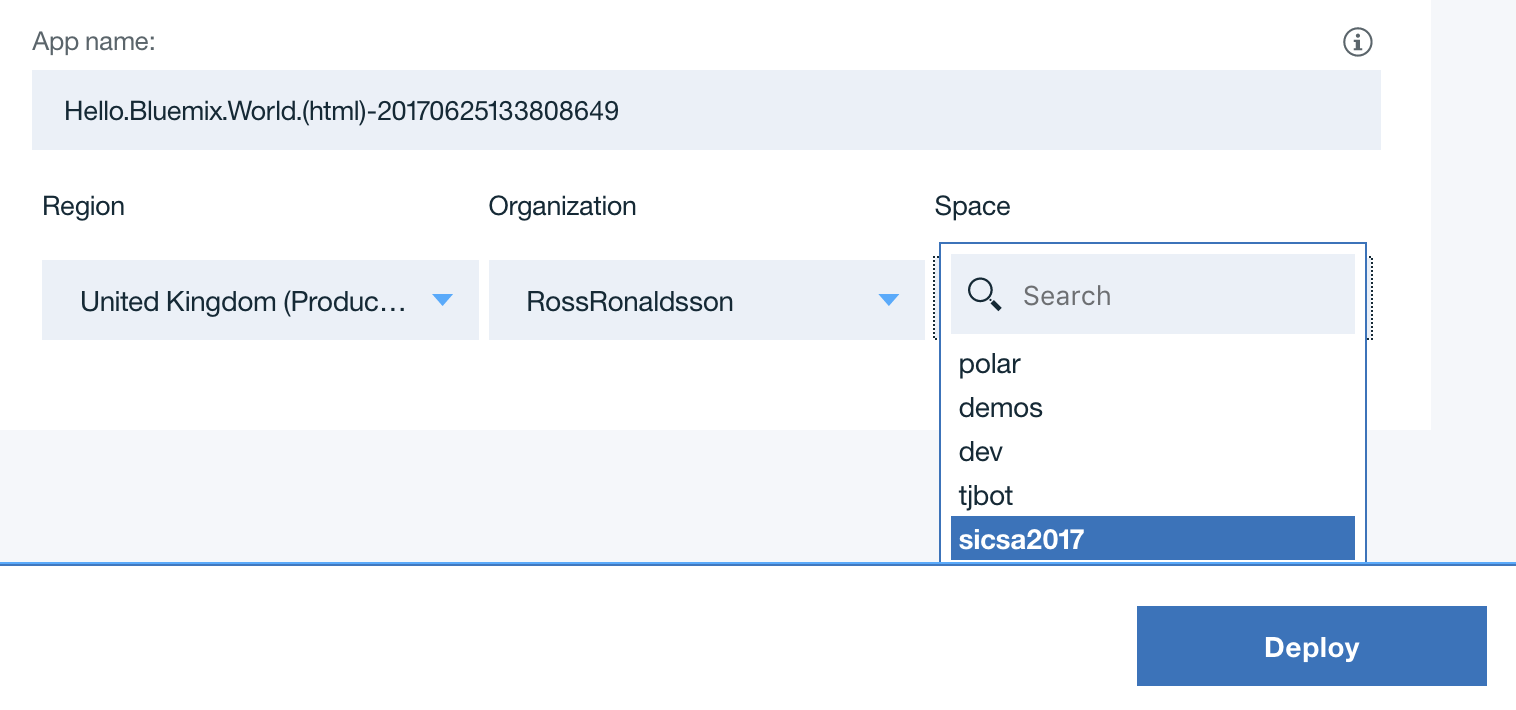 App name:
Hello.Bluemix.World.(html)-20170625133808649
Region Organization Space
United Kingdom (Produc... RossRonaldsson Search
polar
demos
dev
tjbot
sicsa2017
Deploy